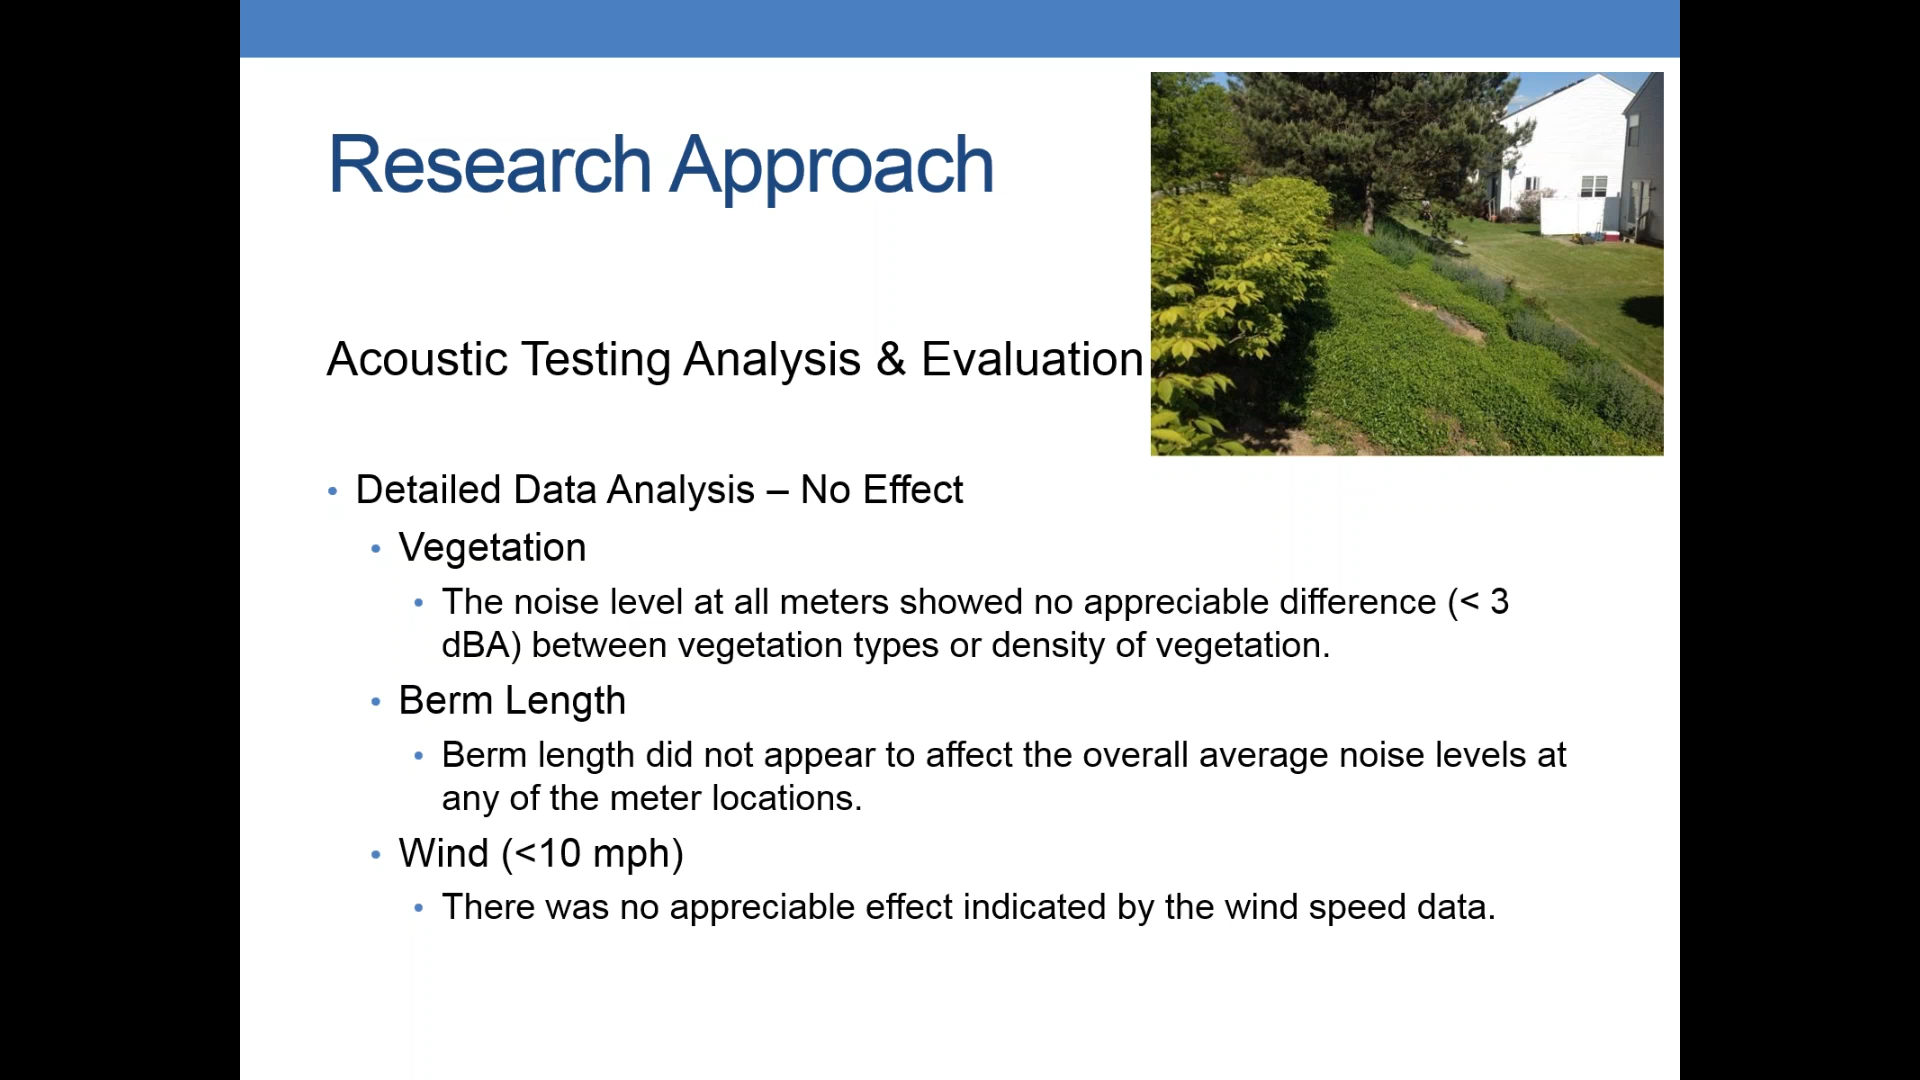 Research Approach
Acoustic Testing Analysis & Evaluation
• Detailed Data Analysis – No Effect
• Vegetation
• The noise level at all meters showed no appreciable difference (< 3
dBA) between vegetation types or density of vegetation.
• Berm Length
• Berm length did not appear to affect the overall average noise levels at
any of the meter locations.
• Wind (<10 mph)
• There was no appreciable effect indicated by the wind speed data.